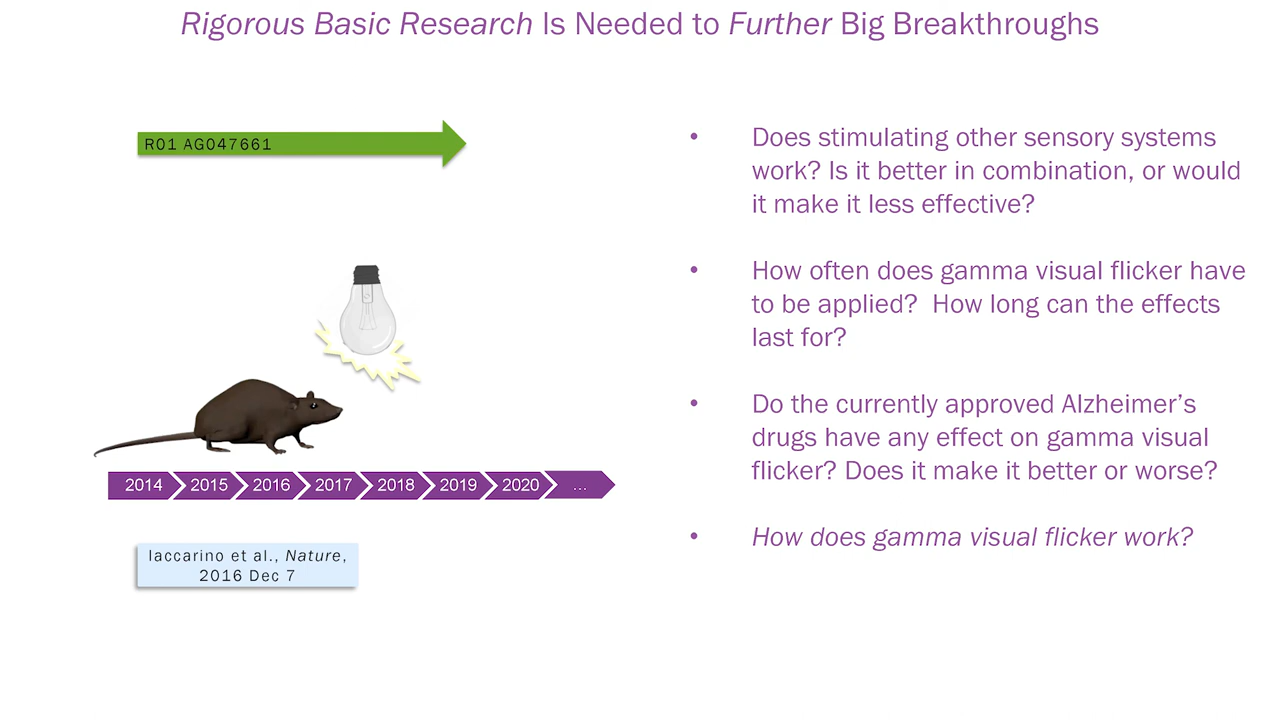 Rigorous Basic Research Is Needed to Further Big Breakthroughs
R01 AG047661
2014 2015 2016 2017 2018 2019 2020 ...
Iaccarino et al., Nature,
2016 Dec 7
• Does stimulating other sensory systems
work? Is it better in combination, or would
it make it less effective?
• How often does gamma visual flicker have
to be applied?  How long can the effects
last for?
• Do the currently approved Alzheimer’s
drugs have any effect on gamma visual
flicker? Does it make it better or worse?
• How does gamma visual flicker work?